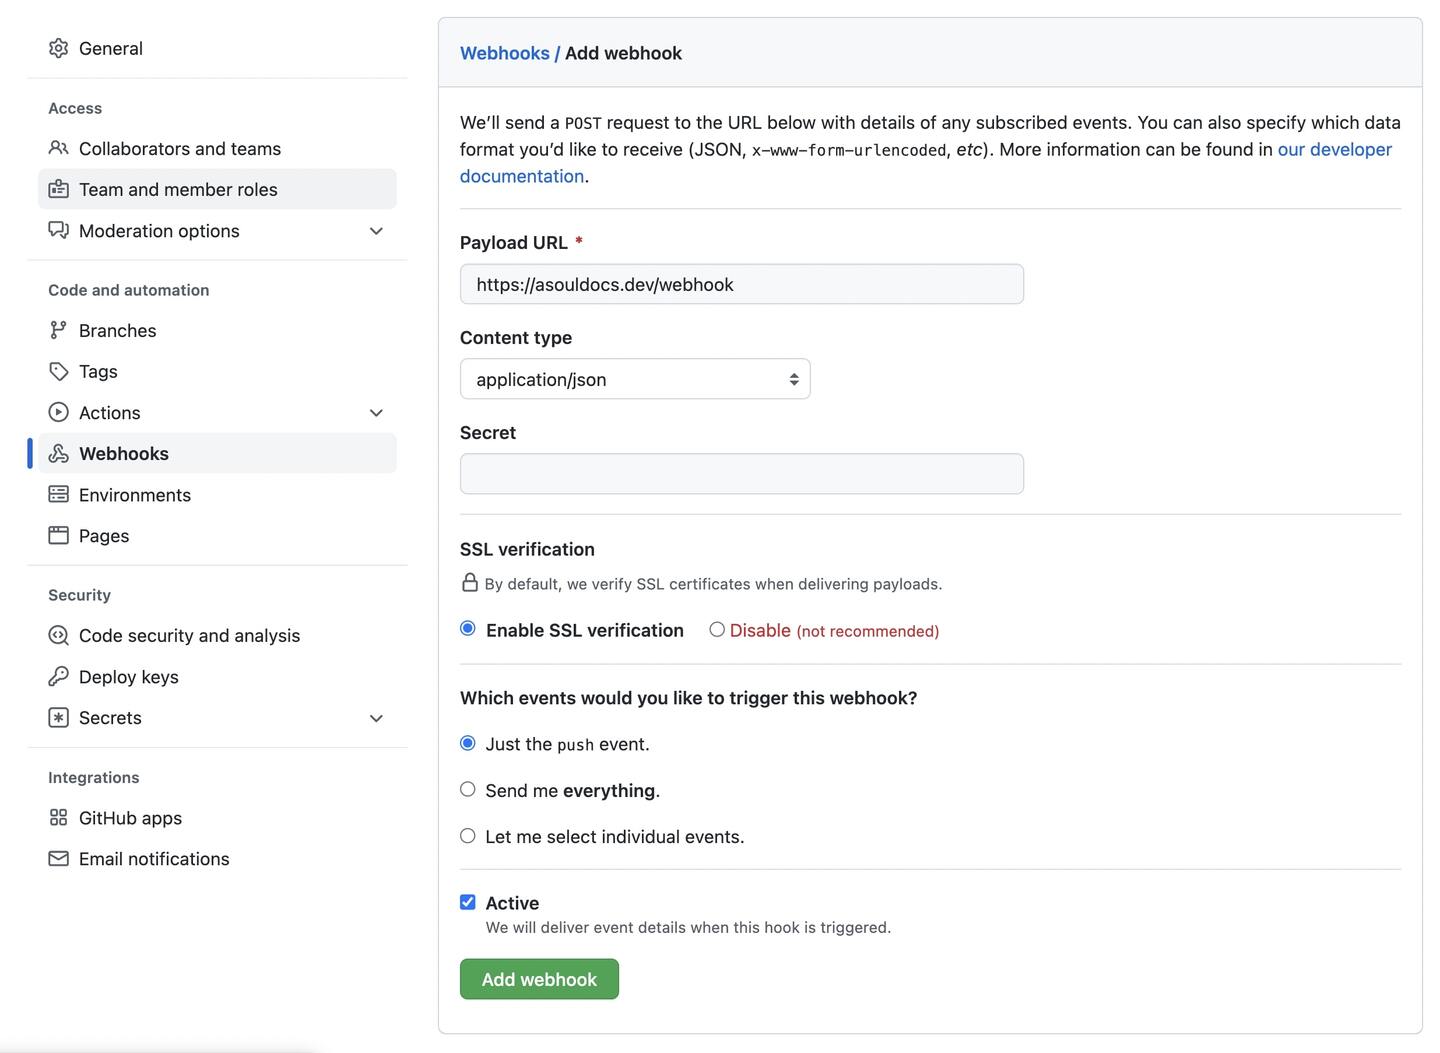 General
Access
Collaborators and teams
Team and member roles
Moderation options
Code and automation
Branches
Tags
Actions
Webhooks
Environments
Pages
Security
Code security and analysis
Deploy keys
Secrets
Integrations
GitHub apps
Email notifications
Webhooks / Add webhook
We’ll send a POST request to the URL below with details of any subscribed events. You can also specify which data
format you’d like to receive (JSON, x-www-form-urlencoded, etc). More information can be found in our developer
documentation.
Payload URL *
https://asouldocs.dev/webhook
Content type
application/json
Secret
SSL verification
By default, we verify SSL certificates when delivering payloads.
Enable SSL verification Disable (not recommended)
Which events would you like to trigger this webhook?
Just the push event.
Send me everything.
Let me select individual events.
Active
We will deliver event details when this hook is triggered.
Add webhook